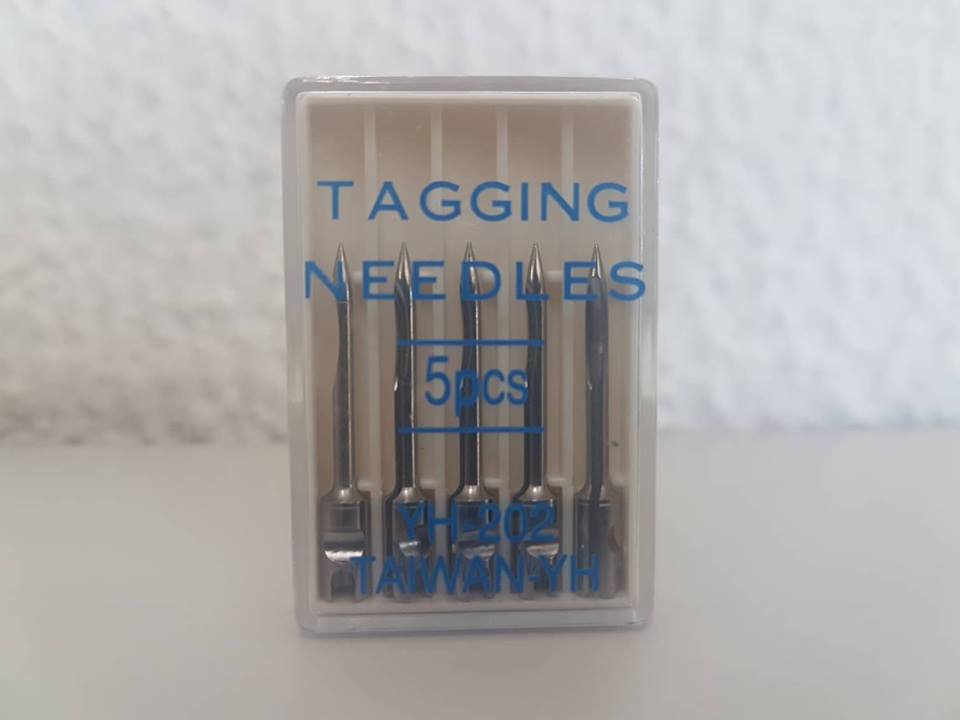 TAGGING
NEEDLES
5pcs
YH-202
TAIWAN-YH